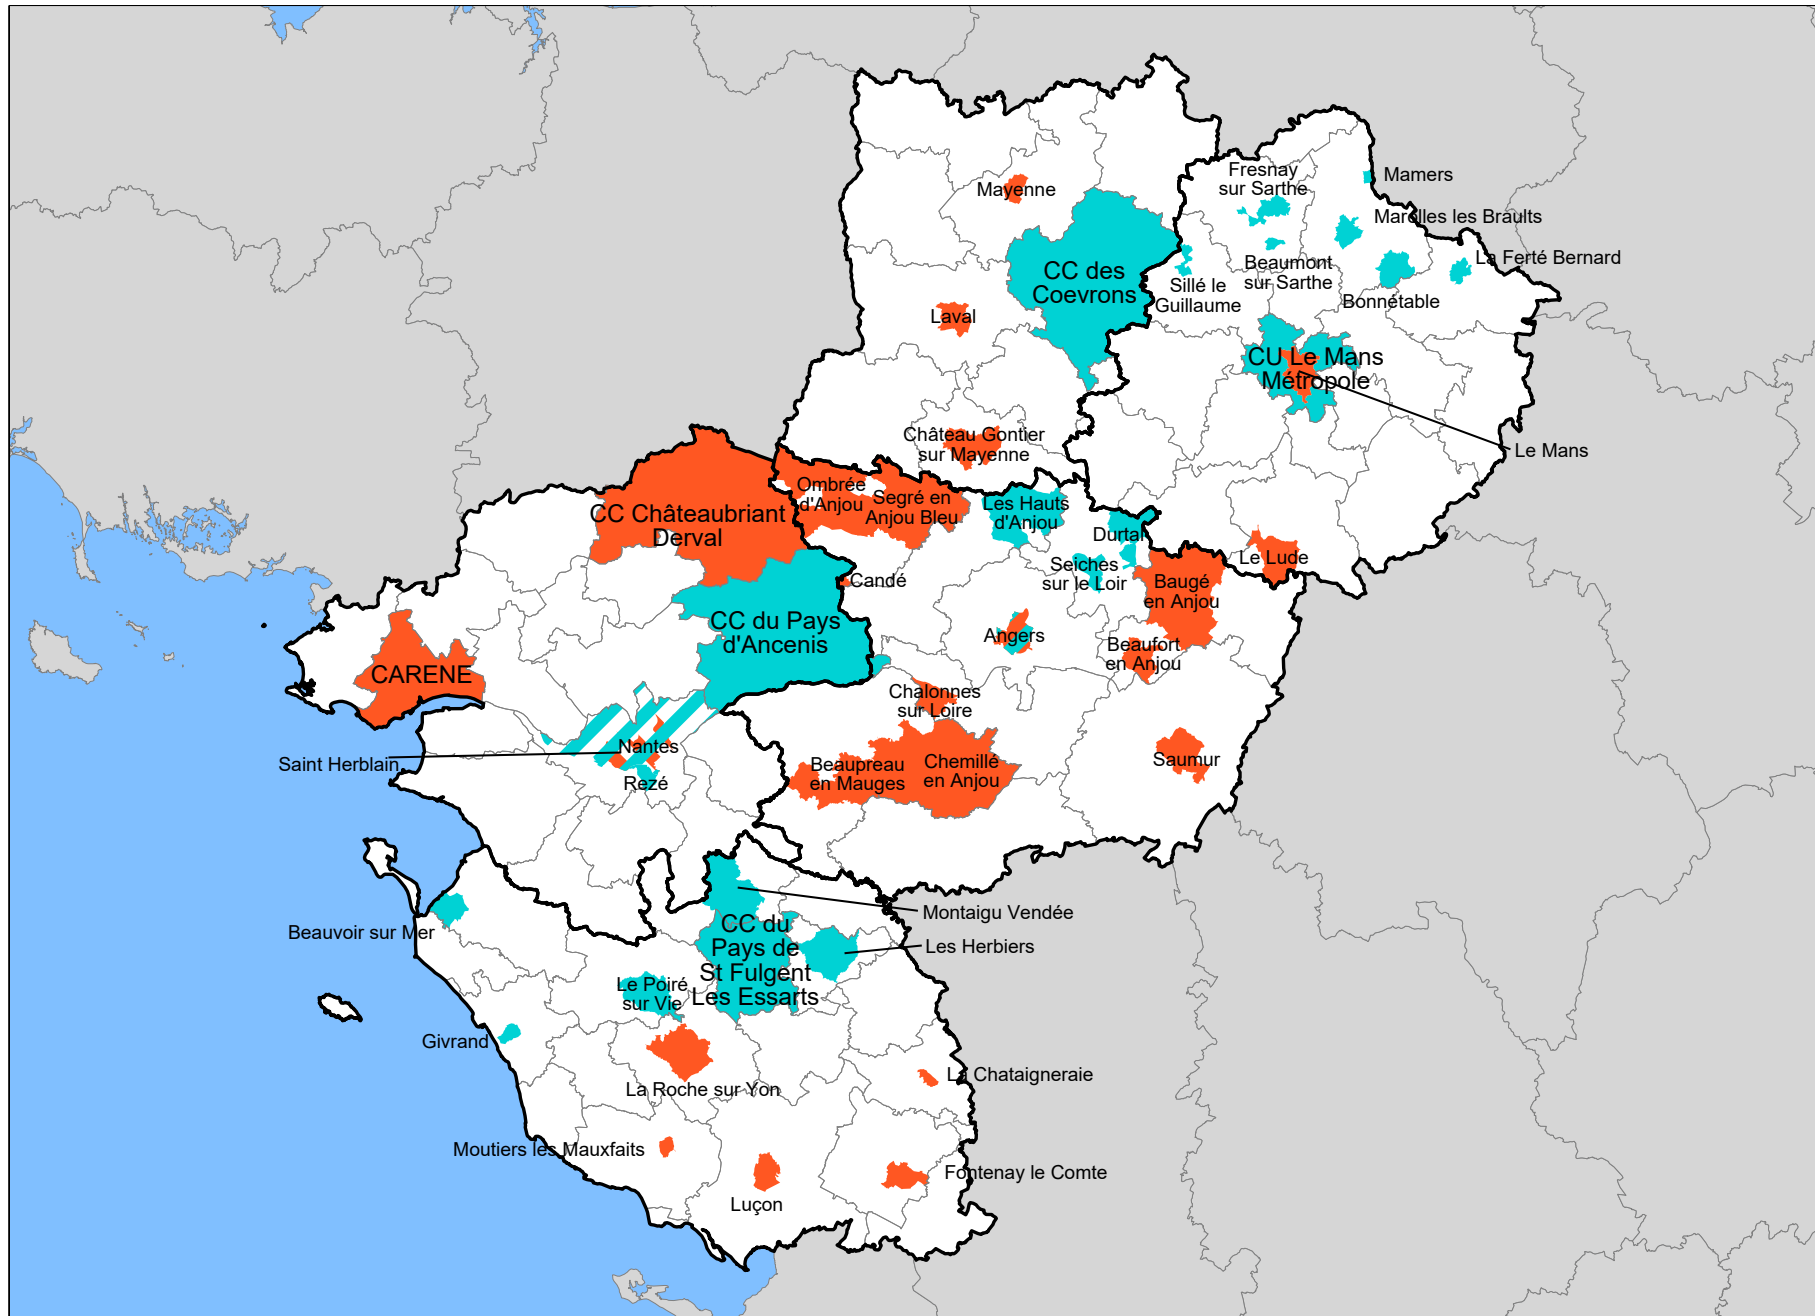 Fresnay
sur Sarthe
Mamers
Mayenne
Marolles les Braults
La Ferté Bernard
CC des
Coevrons
Beaumont
sur Sarthe
Sillé le
Guillaume
Bonnétable
Laval
CU Le Mans
Métropole
Le Mans
Château Gontier
sur Mayenne
Ombrée
d'Anjou
Segré en
Anjou Bleu
Les Hauts
d'Anjou
CC Châteaubriant
Derval
Durtal
Le Lude
Seiches
sur le Loir
Candé
Baugé
en Anjou
CC du Pays
d'Ancenis
Angers
Beaufort
en Anjou
CARENE
Chalonnes
sur Loire
Nantes
Saint Herblain
Rezé
Beaupreau
en Mauges
Chemillé
en Anjou
Saumur
Montaigu Vendée
Beauvoir sur Mer
CC du
Pays de
St Fulgent
Les Essarts
Les Herbiers
Le Poiré
sur Vie
Givrand
La Roche sur Yon
La Chataigneraie
Moutiers les Mauxfaits
Fontenay le Comte
Luçon